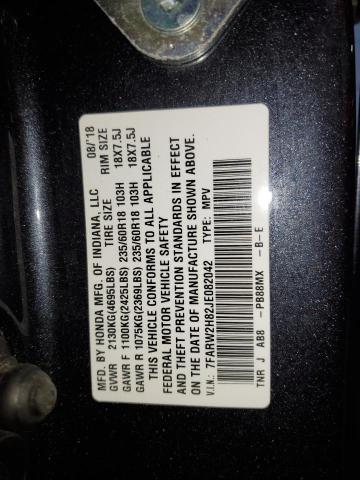 MFD. BY HONDA MFG. OF INDIANA, LLC 08/'18
GVWR 2130KG(4695LBS) TIRE SIZE RIM SIZE
GAWR F 1100KG(2425LBS) 235/60R18 103H 18X7.5J
GAWR R 1075KG(2369LBS) 235/60R18 103H 18X7.5J
THIS VEHICLE CONFORMS TO ALL APPLICABLE
FEDERAL MOTOR VEHICLE SAFETY
AND THEFT PREVENTION STANDARDS IN EFFECT
ON THE DATE OF MANUFACTURE SHOWN ABOVE.
V.I.N.: 7FARW2H82JE082042 TYPE: MPV
TNR J AB8 -PB88MX -B-E